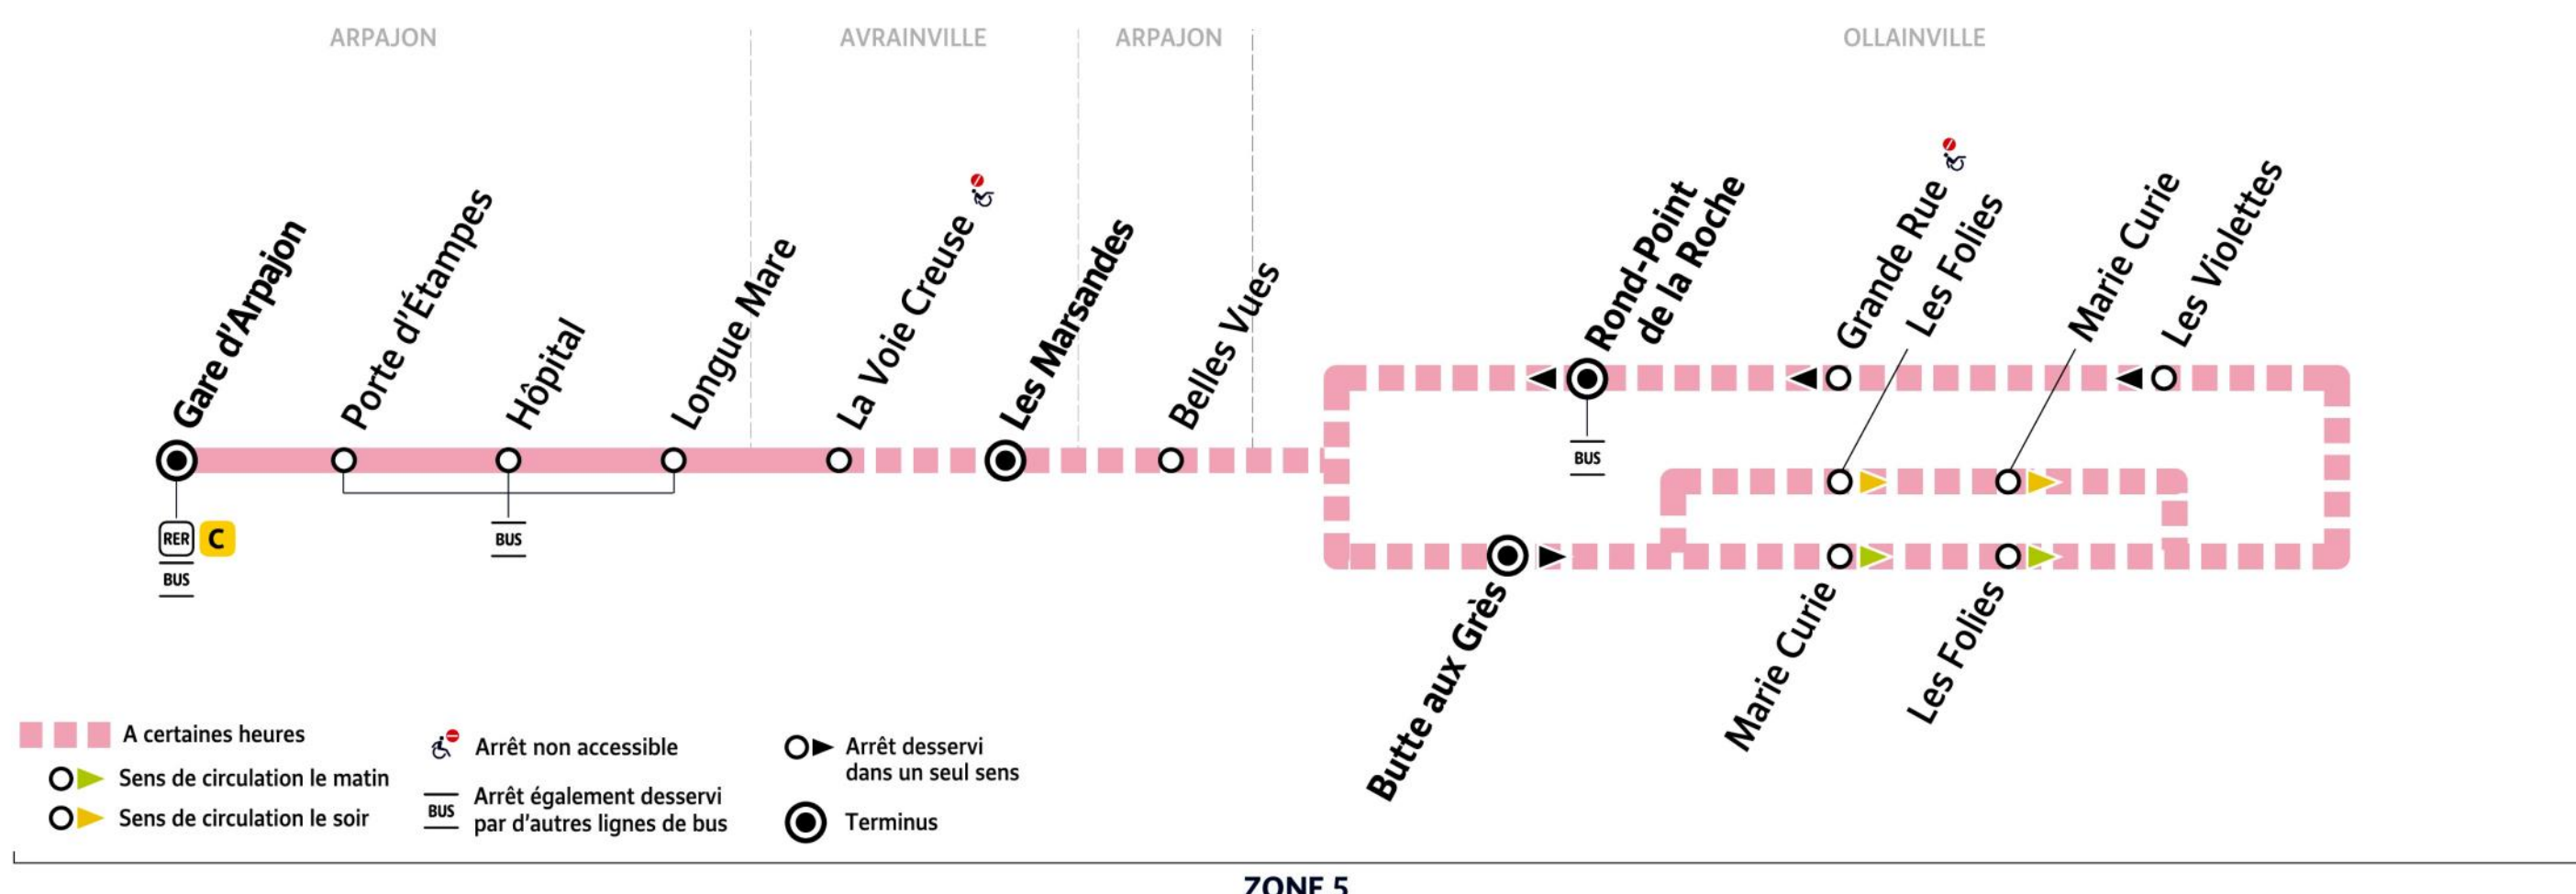 ARPAJON
AVRAINVILLE
ARPAJON
OLLAINVILLE
Gare d'Arpajon
Porte d'Étampes
Hôpital
Longue Mare
La Voie Creuse
Les Marsandes
Belles Vues
Rond-Point
de la Roche
Grande Rue
Les Folies
Marie Curie
Les Violettes
BUS
RER C
BUS
BUS
Butte aux Grès
Marie Curie
Les Folies
A certaines heures
Sens de circulation le matin
Sens de circulation le soir
Arrêt non accessible
BUS
Arrêt également desservi
par d'autres lignes de bus
Arrêt desservi
dans un seul sens
Terminus
ZONE 5